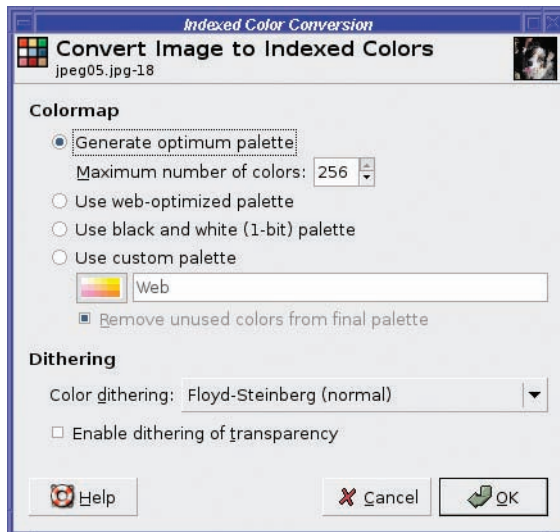 Indexed Color Conversion
Convert Image to Indexed Colors
jpeg05.jpg-18
Colormap
Generate optimum palette
Maximum number of colors: 256
Use web-optimized palette
Use black and white (1-bit) palette
Use custom palette
Web
Remove unused colors from final palette
Dithering
Color dithering: Floyd-Steinberg (normal)
Enable dithering of transparency
Help Cancel OK